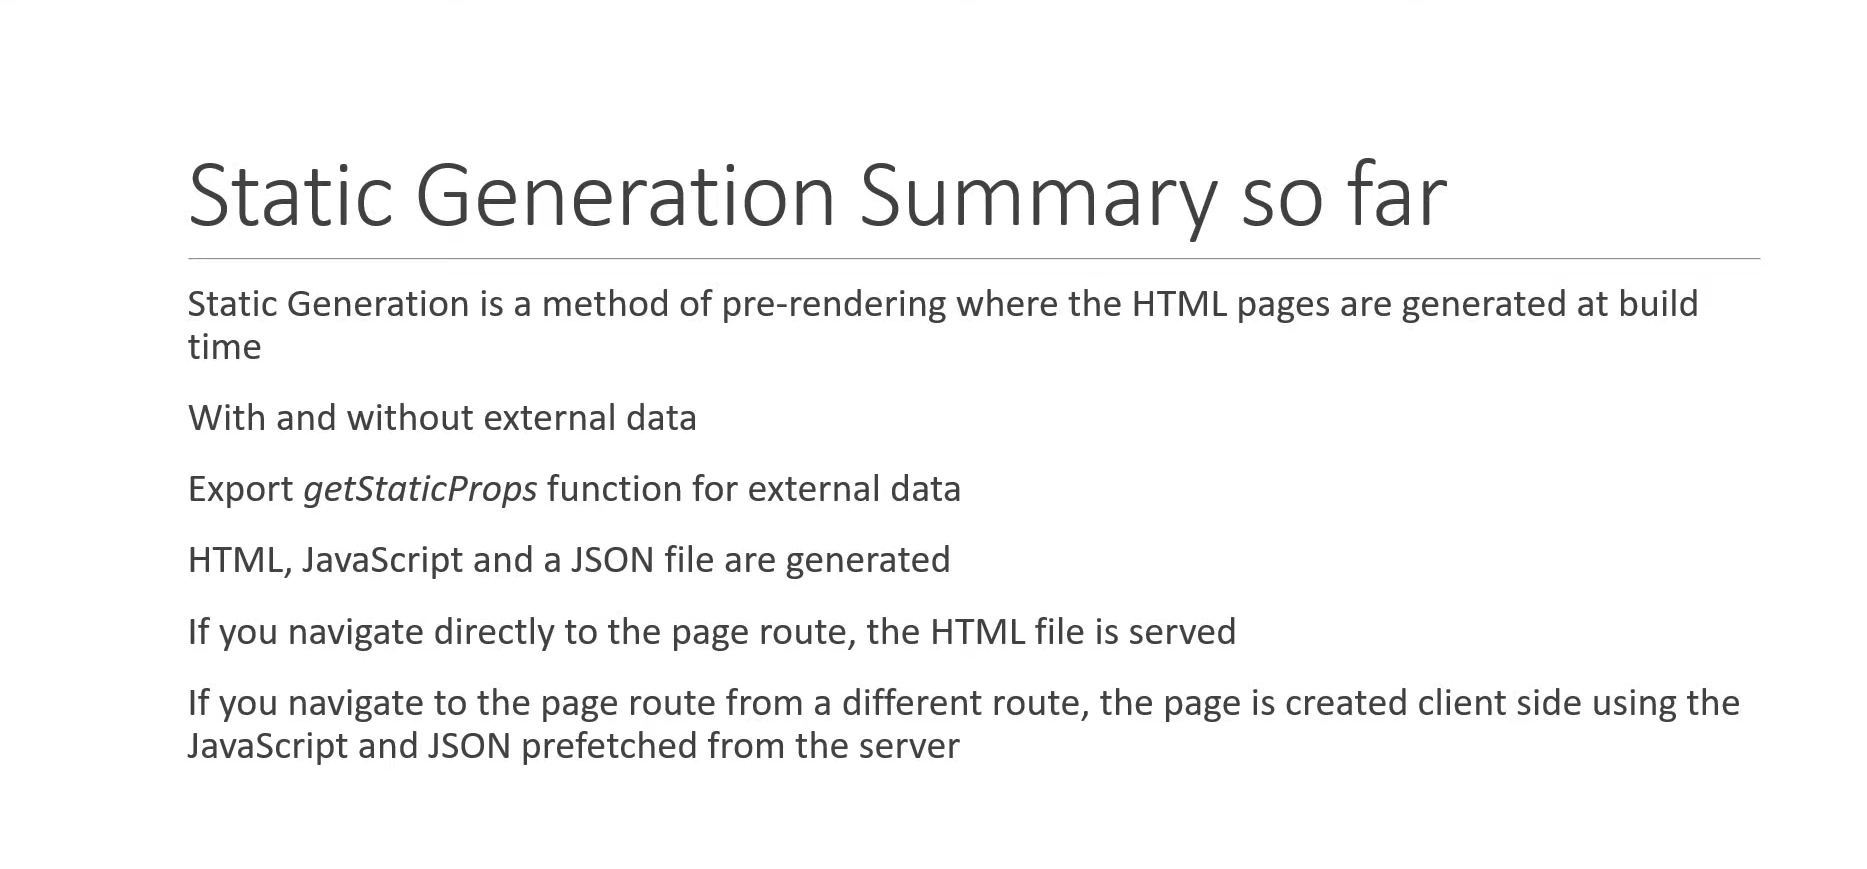 Static Generation Summary so far
Static Generation is a method of pre-rendering where the HTML pages are generated at build
time
With and without external data
Export getStaticProps function for external data
HTML, JavaScript and a JSON file are generated
If you navigate directly to the page route, the HTML file is served
If you navigate to the page route from a different route, the page is created client side using the
JavaScript and JSON prefetched from the server